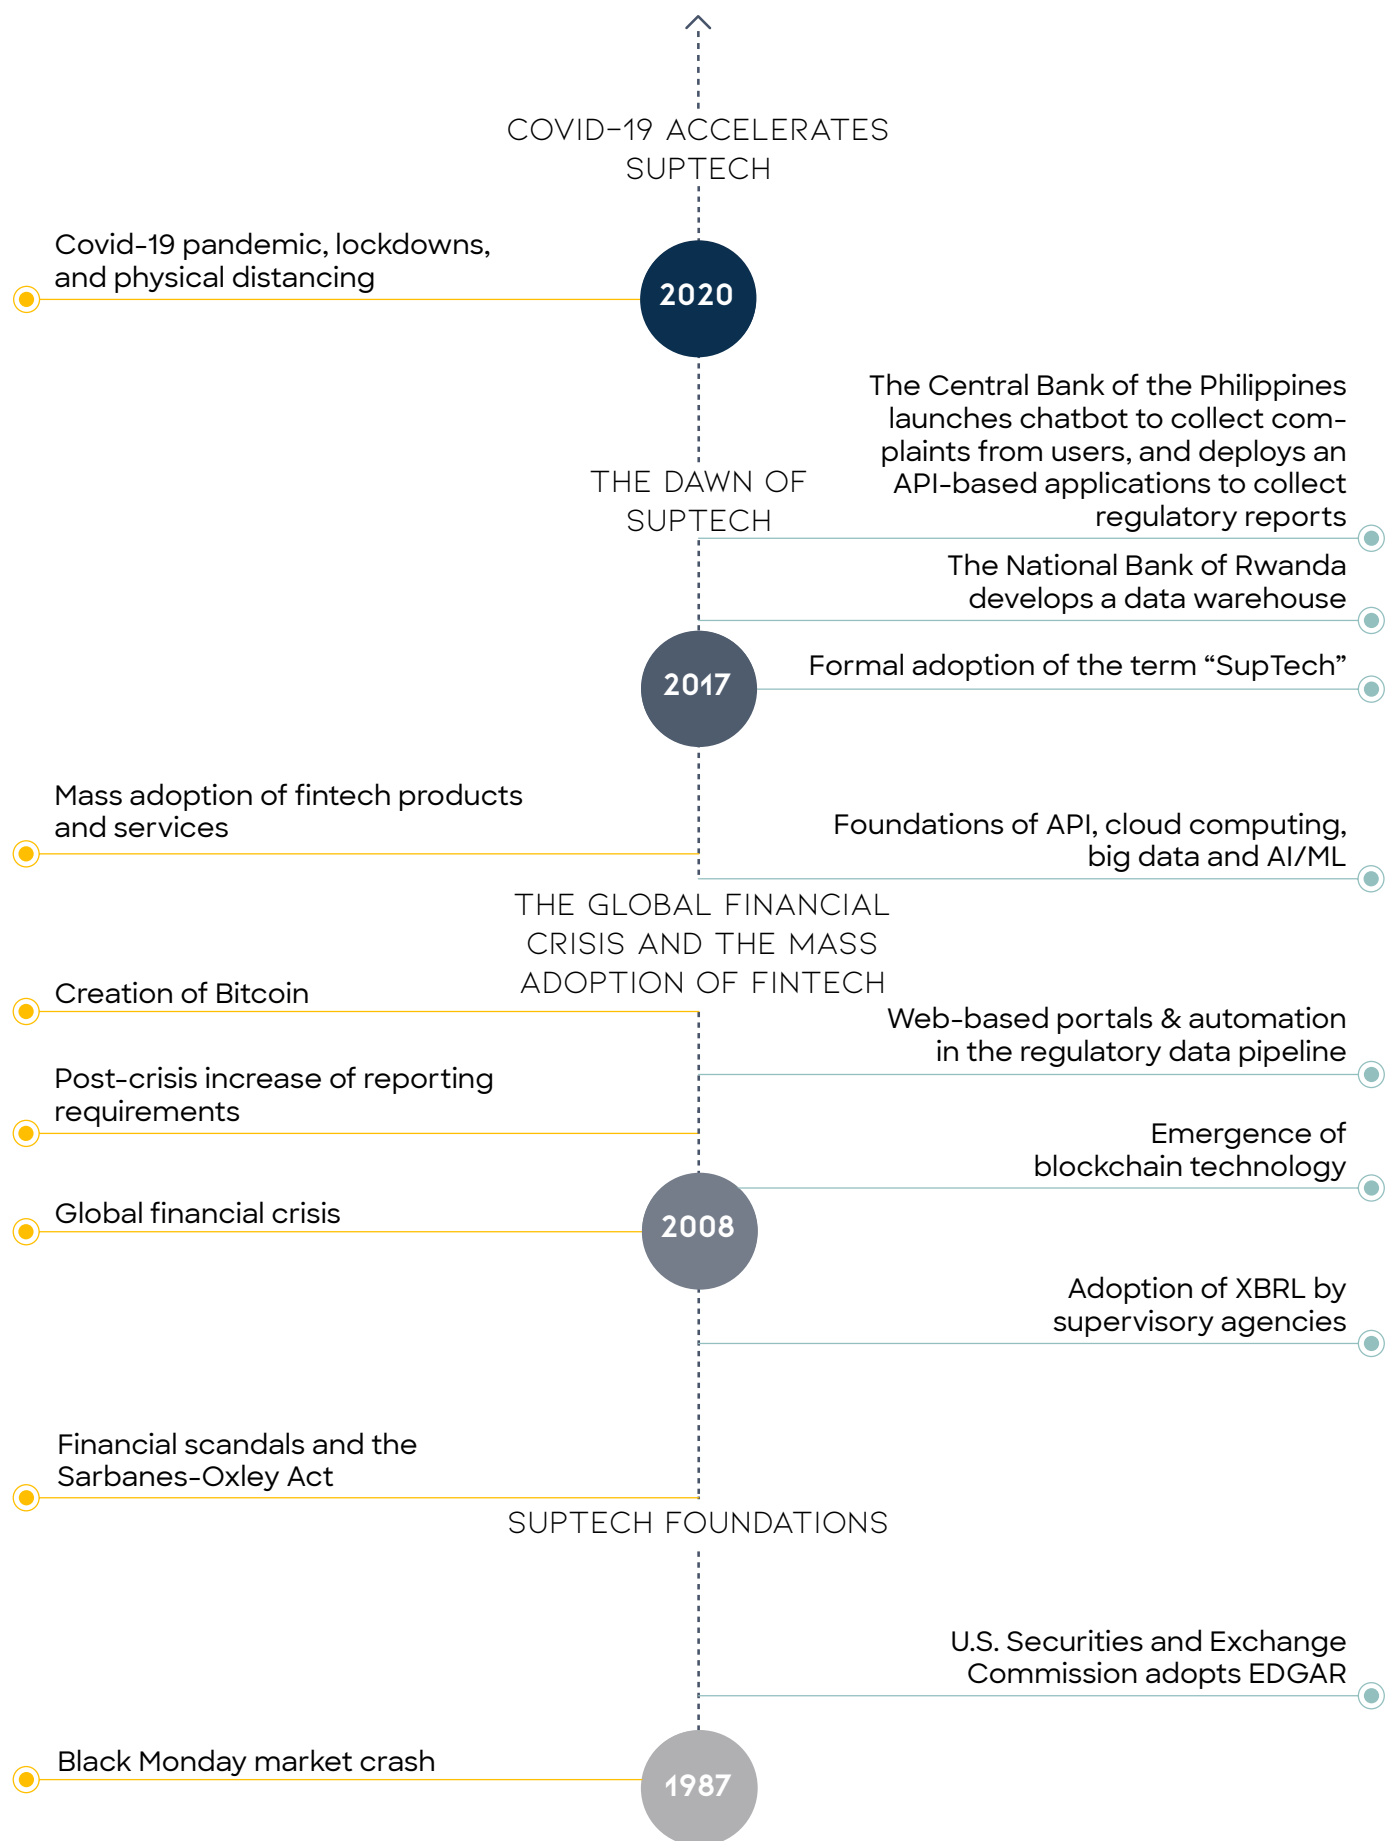 COVID-19 ACCELERATES
SUPTECH
Covid-19 pandemic, lockdowns,
and physical distancing
2020
The Central Bank of the Philippines
launches chatbot to collect com-
plaints from users, and deploys an
API-based applications to collect
regulatory reports
THE DAWN OF
SUPTECH
The National Bank of Rwanda
develops a data warehouse
2017
Formal adoption of the term “SupTech”
Mass adoption of fintech products
and services
Foundations of API, cloud computing,
big data and AI/ML
THE GLOBAL FINANCIAL
CRISIS AND THE MASS
ADOPTION OF FINTECH
Creation of Bitcoin
Web-based portals & automation
in the regulatory data pipeline
Post-crisis increase of reporting
requirements
Emergence of
blockchain technology
Global financial crisis
2008
Adoption of XBRL by
supervisory agencies
Financial scandals and the
Sarbanes-Oxley Act
SUPTECH FOUNDATIONS
U.S. Securities and Exchange
Commission adopts EDGAR
Black Monday market crash
1987